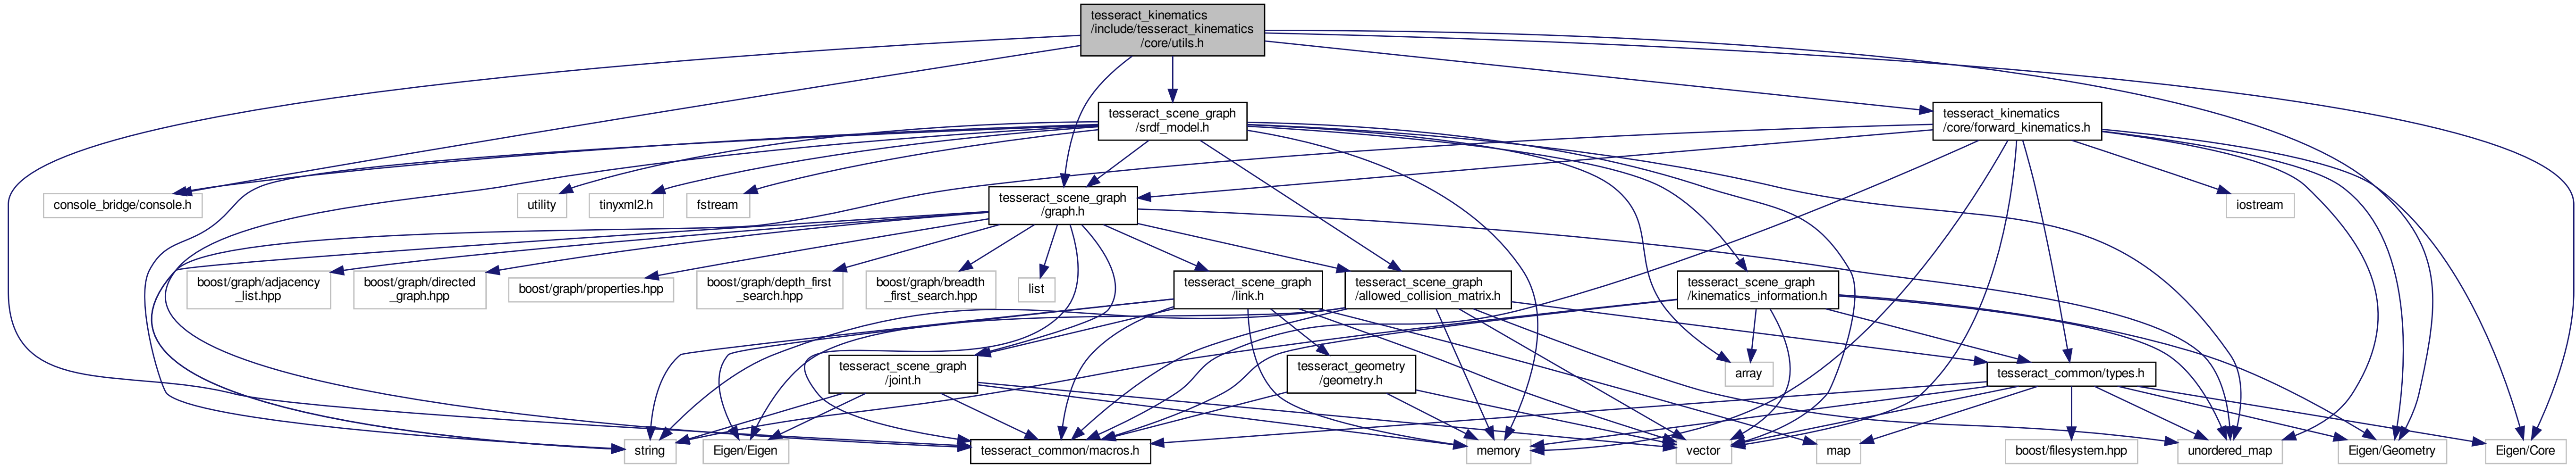 tesseract_kinematics
/include/tesseract_kinematics
/core/utils.h
tesseract_scene_graph
/srdf_model.h
tesseract_kinematics
/core/forward_kinematics.h
console_bridge/console.h
utility
tinyxml2.h
fstream
tesseract_scene_graph
/graph.h
iostream
boost/graph/adjacency
_list.hpp
boost/graph/directed
_graph.hpp
boost/graph/properties.hpp
boost/graph/depth_first
_search.hpp
boost/graph/breadth
_first_search.hpp
list
tesseract_scene_graph
/link.h
tesseract_scene_graph
/allowed_collision_matrix.h
tesseract_scene_graph
/kinematics_information.h
tesseract_scene_graph
/joint.h
tesseract_geometry
/geometry.h
array
tesseract_common/types.h
string
Eigen/Eigen
tesseract_common/macros.h
memory
vector
map
boost/filesystem.hpp
unordered_map
Eigen/Geometry
Eigen/Core